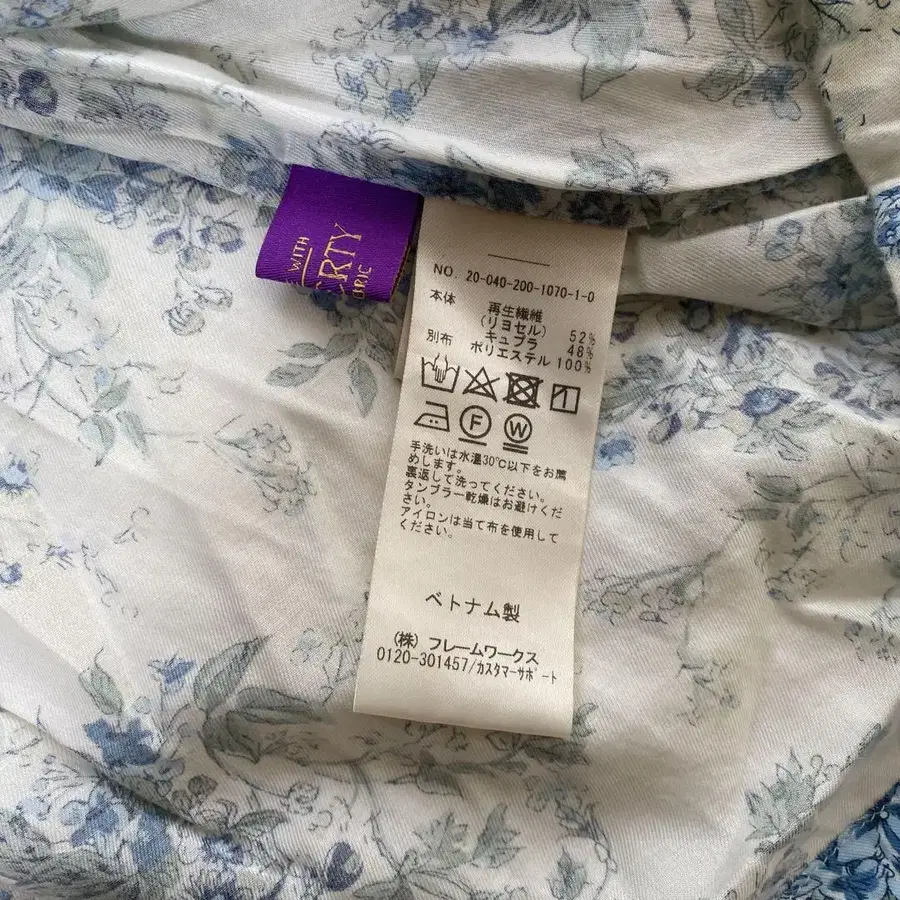 WITH
ERTY
BRIC
NO. 20-040-200-1070-1-0
本体 再生繊維
(リヨセル) 52%
キュプラ 48%
別布 ポリエステル 100%
1
F
W
手洗いは水温30℃以下をお薦
めします。
裏返して洗ってください。
タンブラー乾燥はお避けくだ
さい。
アイロンは当て布を使用して
ください。
ベトナム製
(株) フレームワークス
0120-301457/カスタマーサポート